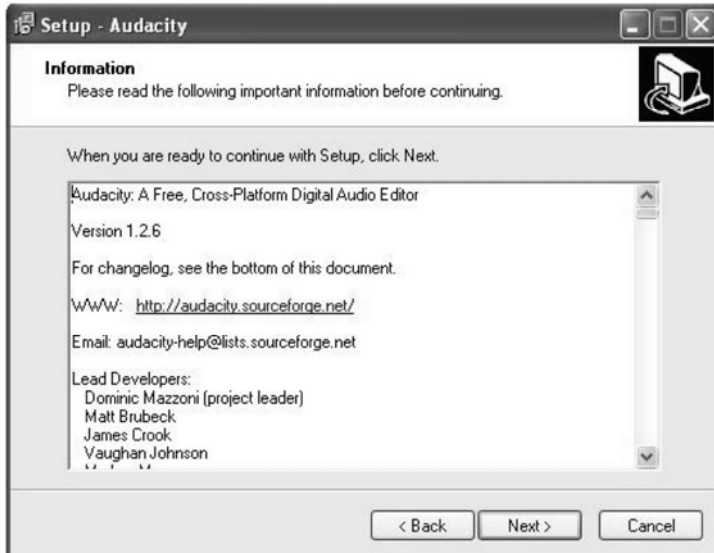 Setup - Audacity
Information
Please read the following important information before continuing.
When you are ready to continue with Setup, click Next.
Audacity: A Free, Cross-Platform Digital Audio Editor
Version 1.2.6
For changelog, see the bottom of this document.
WWW: http://audacity.sourceforge.net/
Email: audacity-help@lists.sourceforge.net
Lead Developers:
Dominic Mazzoni (project leader)
Matt Brubeck
James Crook
Vaughan Johnson
< Back Next > Cancel